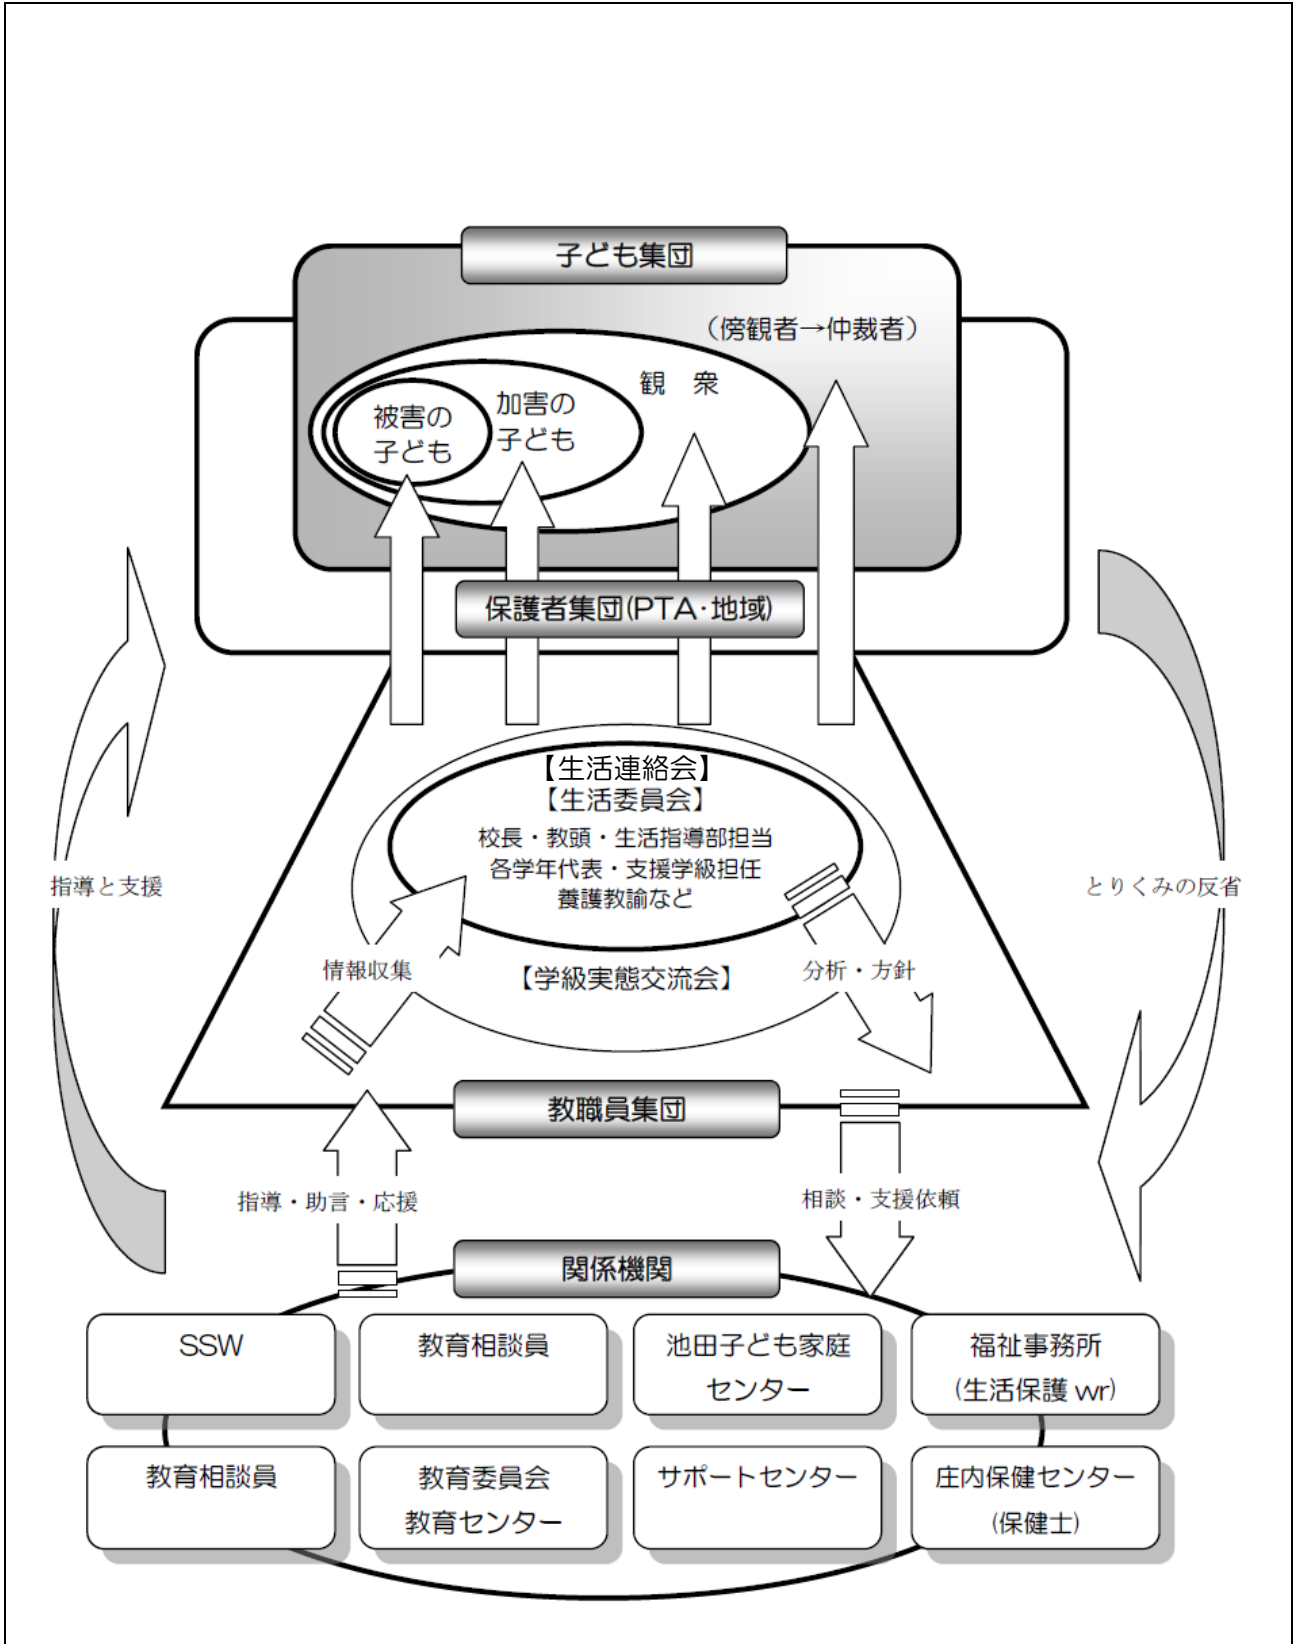 子ども集団
（傍観者→仲裁者）
観　衆
加害の
子ども
被害の
子ども
保護者集団(PTA・地域)
【生活連絡会】
【生活委員会】
校長・教頭・生活指導部担当
各学年代表・支援学級担任
養護教諭など
指導と支援
とりくみの反省
情報収集
【学級実態交流会】
分析・方針
教職員集団
指導・助言・応援
相談・支援依頼
関係機関
SSW
教育相談員
池田子ども家庭
センター
福祉事務所
(生活保護 wr)
教育相談員
教育委員会
教育センター
サポートセンター
庄内保健センター
(保健士)